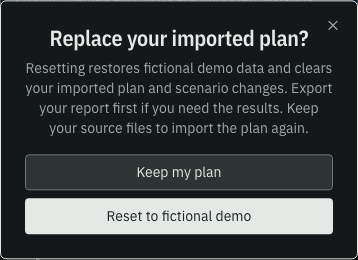 Replace your imported plan?
Resetting restores fictional demo data and clears
your imported plan and scenario changes. Export
your report first if you need the results. Keep
your source files to import the plan again.
Keep my plan
Reset to fictional demo